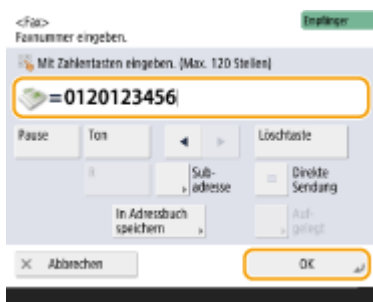 <Fax>
Faxnummer eingeben.
Empfänger
Mit Zahlentasten eingeben. (Max. 120 Stellen)
=0120123456
Pause
Ton
Löschtaste
R
Sub-
adresse
=
Direkte
Sendung
In Adressbuch
speichern
Auf-
gelegt
× Abbrechen
OK